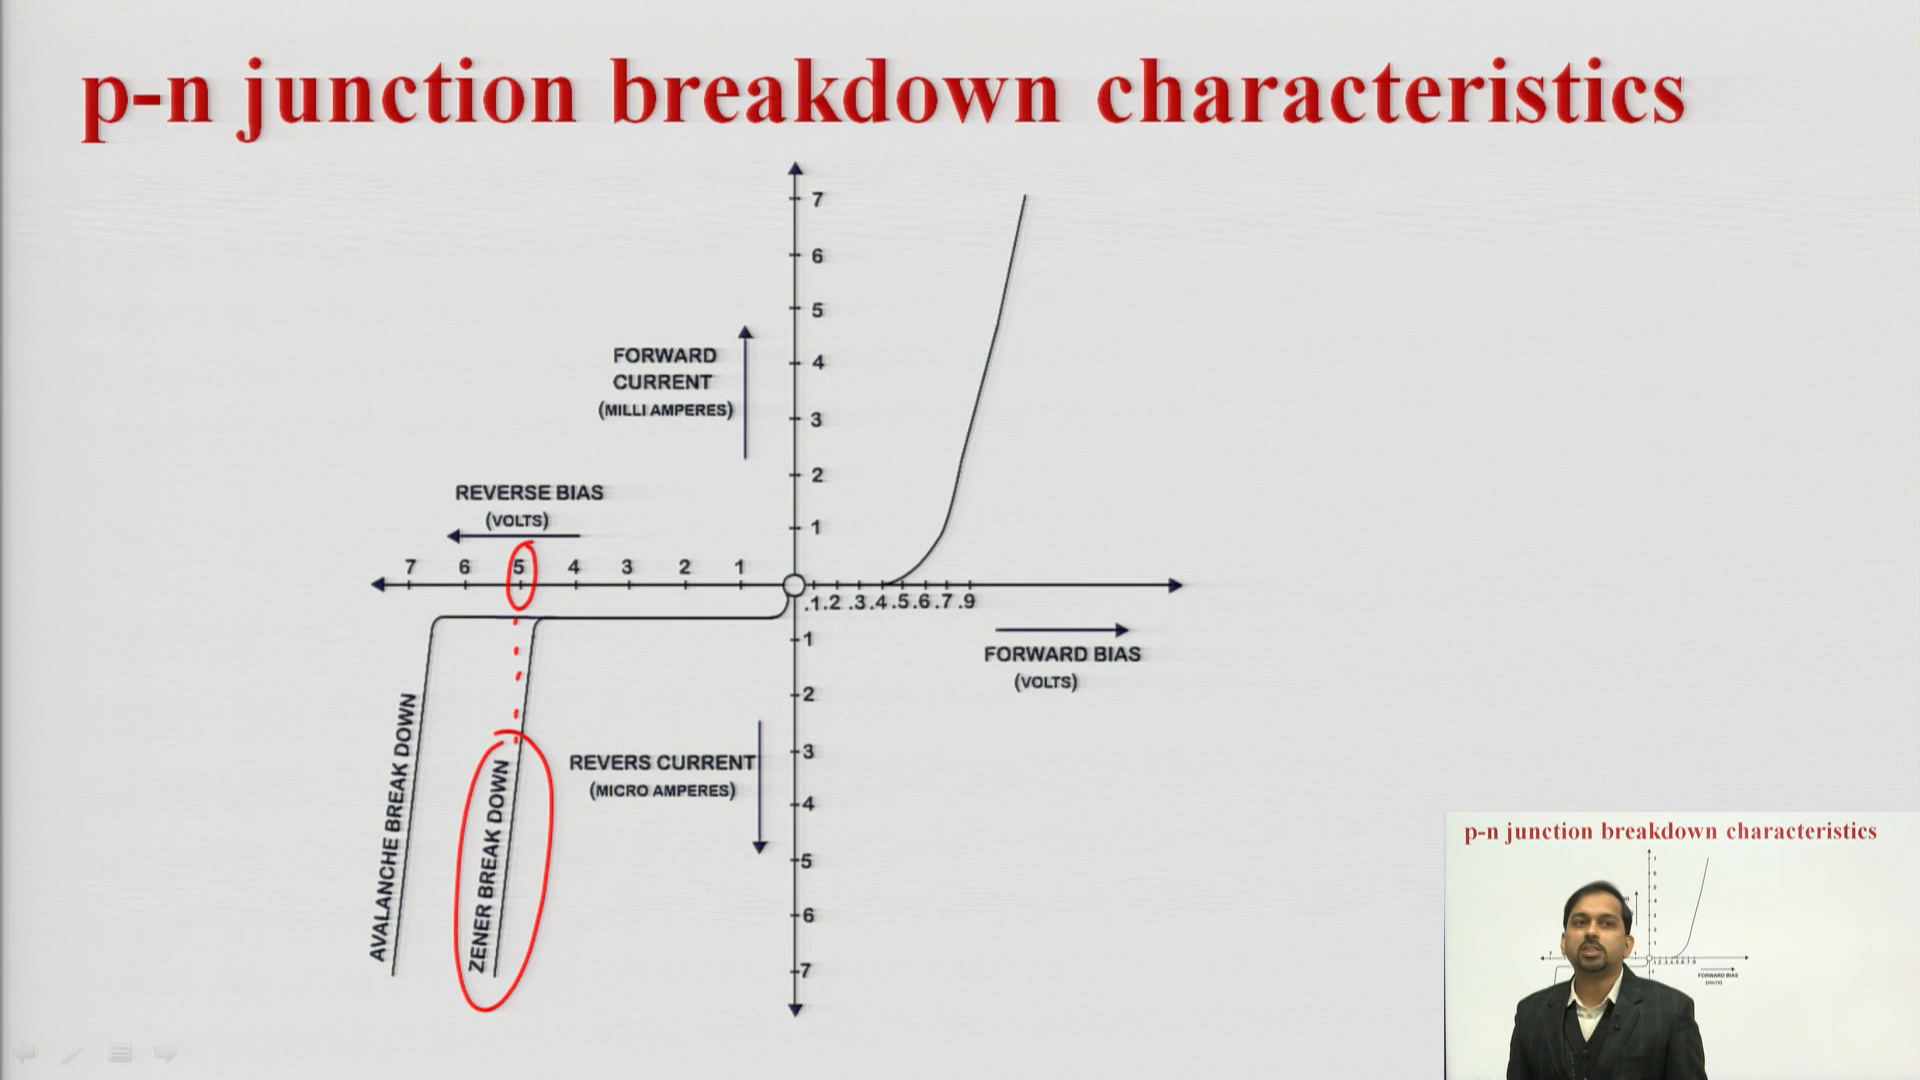 p-n junction breakdown characteristics
7
6
5
4
3
2
1
FORWARD
CURRENT
(MILLI AMPERES)
REVERSE BIAS
(VOLTS)
7 6 5 4 3 2 1
.1 .2 .3 .4 .5 .6 .7 .9
FORWARD BIAS
(VOLTS)
1
2
3
4
5
6
7
REVERS CURRENT
(MICRO AMPERES)
AVALANCHE BREAK DOWN
ZENER BREAK DOWN
p-n junction breakdown characteristics
FORWARD BIAS
(VOLTS)